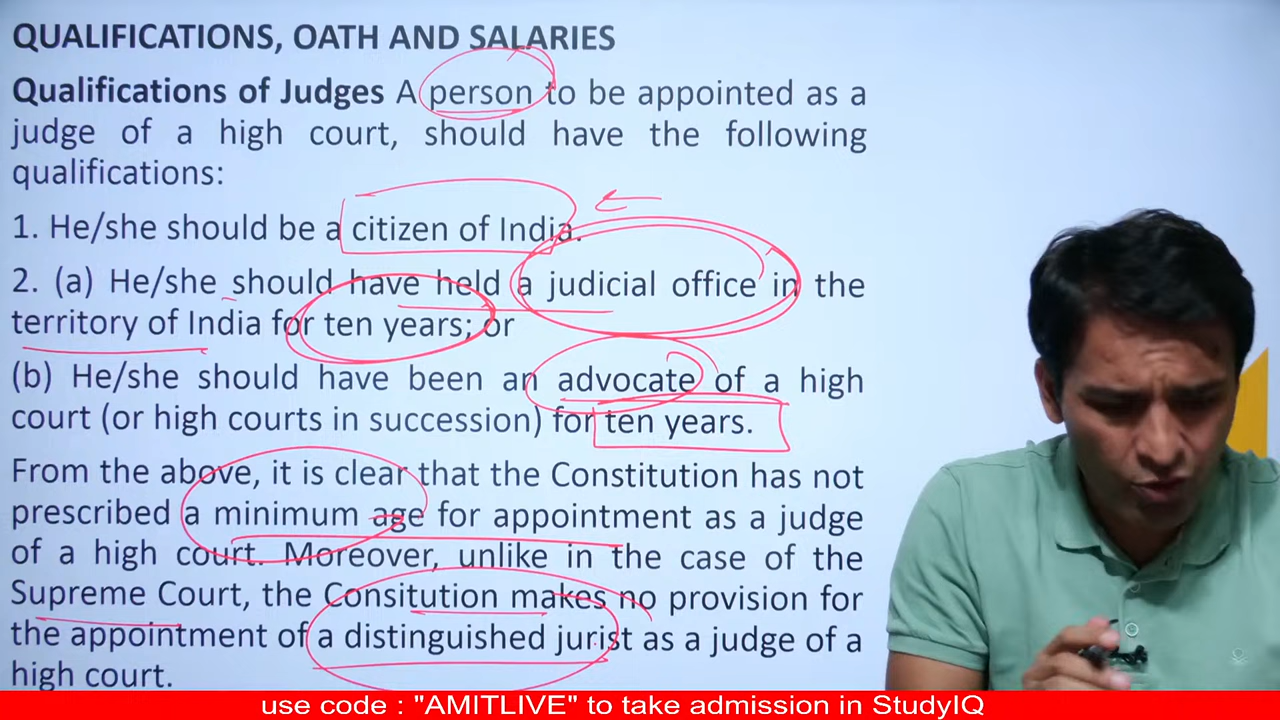 QUALIFICATIONS, OATH AND SALARIES
Qualifications of Judges A person to be appointed as a
judge of a high court, should have the following
qualifications:
1. He/she should be a citizen of India.
2. (a) He/she should have held a judicial office in the
territory of India for ten years; or
(b) He/she should have been an advocate of a high
court (or high courts in succession) for ten years.
From the above, it is clear that the Constitution has not
prescribed a minimum age for appointment as a judge
of a high court. Moreover, unlike in the case of the
Supreme Court, the Consitution makes no provision for
the appointment of a distinguished jurist as a judge of a
high court.
use code : "AMITLIVE" to take admission in StudyIQ